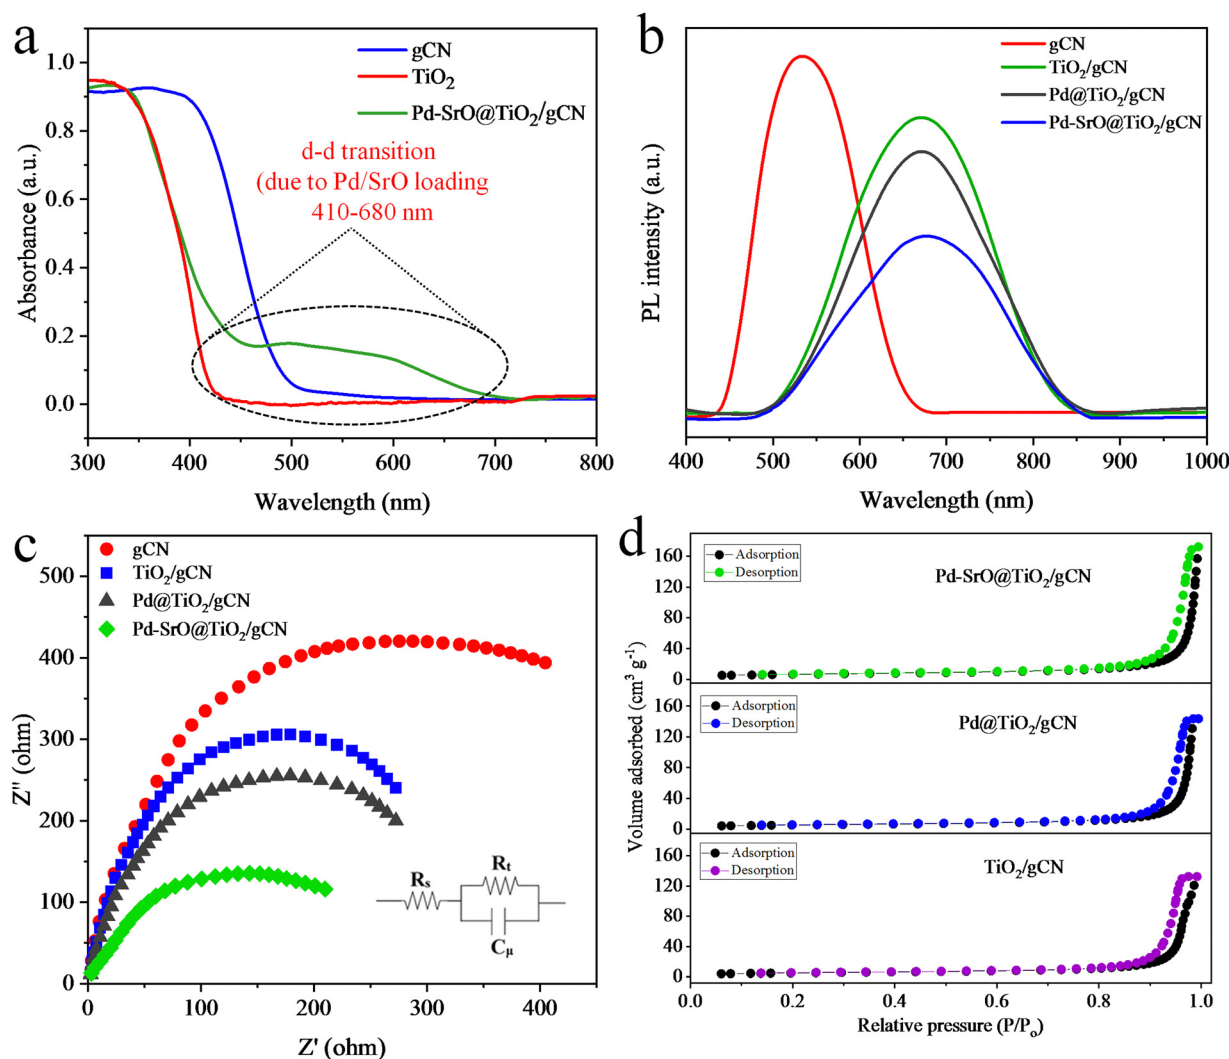 a
gCN
TiO₂
Pd-SrO@TiO₂/gCN
d-d transition
(due to Pd/SrO loading
410-680 nm
Absorbance (a.u.)
1.0
0.8
0.6
0.4
0.2
0.0
300 400 500 600 700 800
Wavelength (nm)
b
gCN
TiO₂/gCN
Pd@TiO₂/gCN
Pd-SrO@TiO₂/gCN
PL intensity (a.u.)
400 500 600 700 800 900 1000
Wavelength (nm)
c
gCN
TiO₂/gCN
Pd@TiO₂/gCN
Pd-SrO@TiO₂/gCN
Z'' (ohm)
500
400
300
200
100
0
Rs
Rt
Cμ
0 100 200 300 400
Z' (ohm)
d
Adsorption
Desorption
Pd-SrO@TiO₂/gCN
160
120
80
40
0
Adsorption
Desorption
Pd@TiO₂/gCN
160
120
80
40
0
Adsorption
Desorption
TiO₂/gCN
160
120
80
40
0
Volume adsorbed (cm³ g⁻¹)
0.0 0.2 0.4 0.6 0.8 1.0
Relative pressure (P/Pₒ)